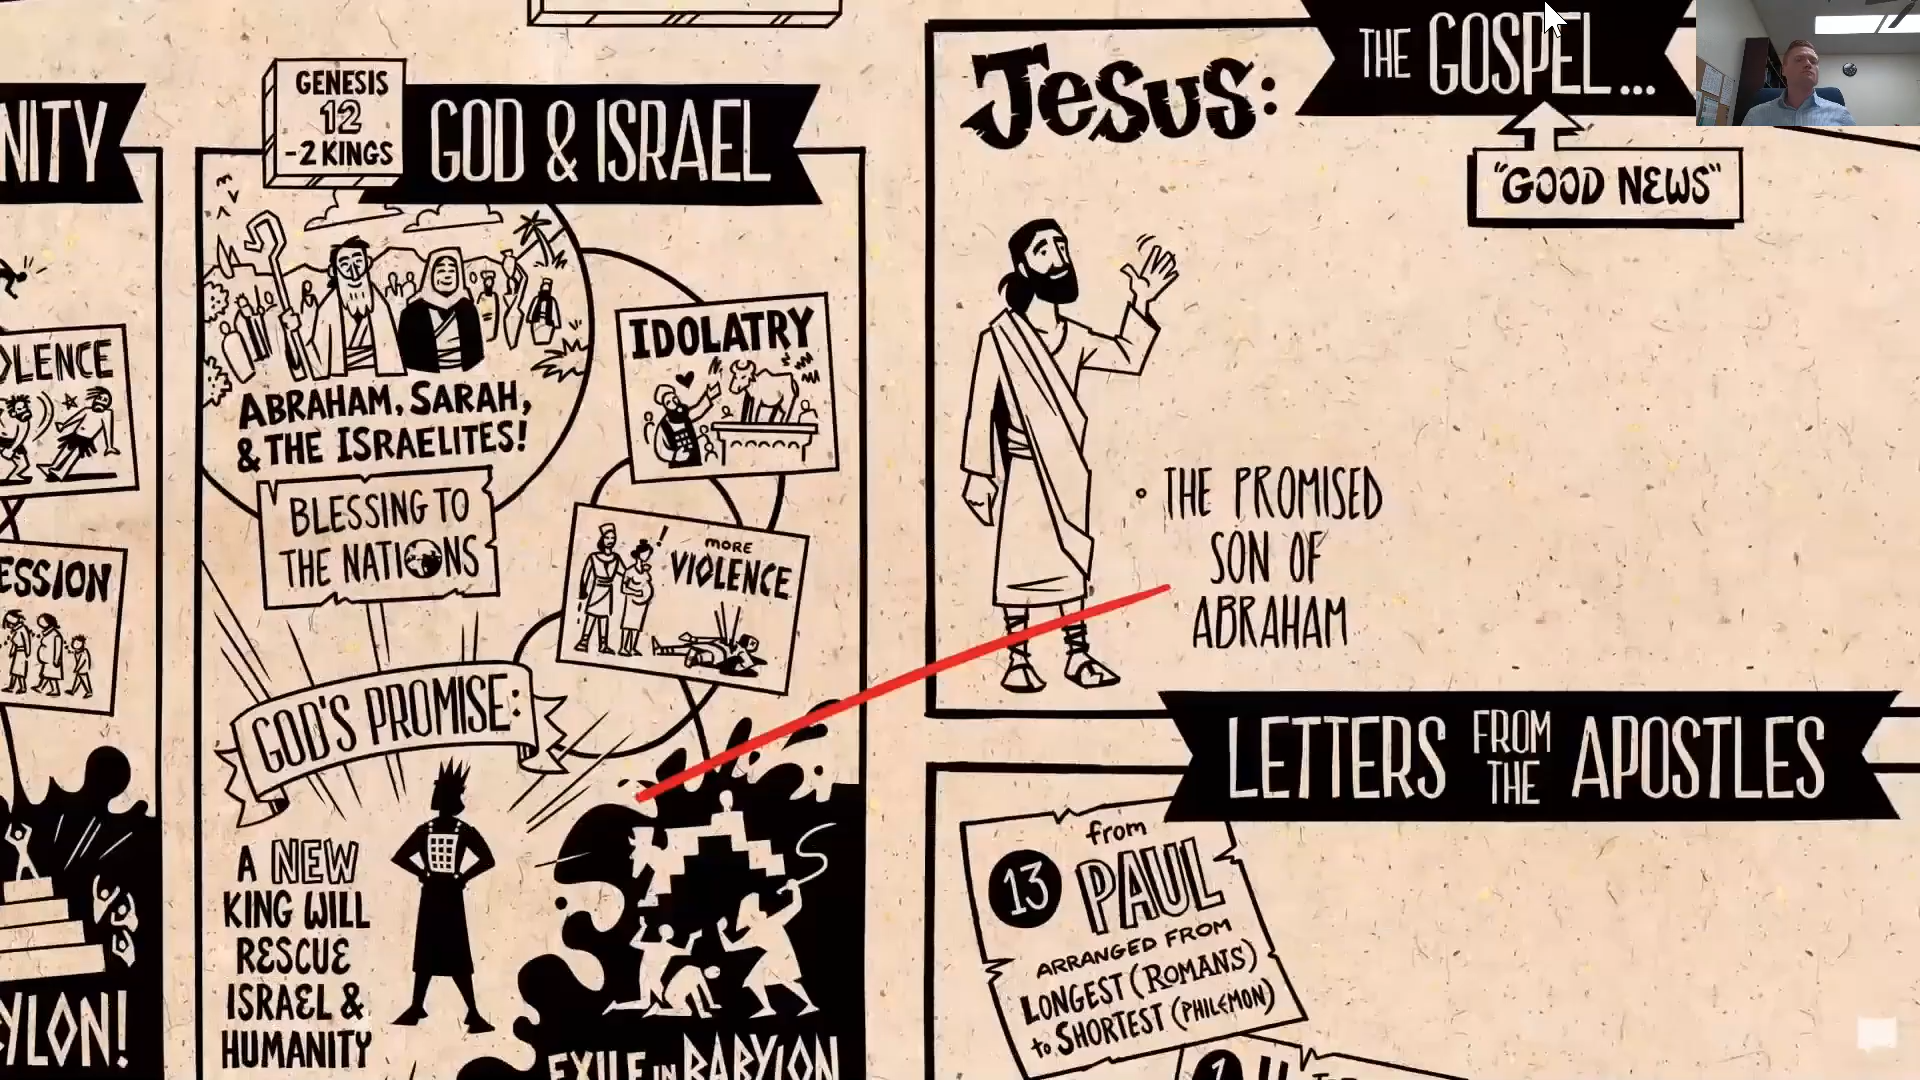 NITY
OLENCE
ESSION
YLON!
GENESIS
12
-2 KINGS
GOD & ISRAEL
ABRAHAM, SARAH,
& THE ISRAELITES!
BLESSING TO
THE NATIONS
IDOLATRY
MORE
VIOLENCE
GOD'S PROMISE:
A NEW
KING WILL
RESCUE
ISRAEL &
HUMANITY
EXILE IN BABYLON
Jesus:
THE GOSPEL...
"GOOD NEWS"
• THE PROMISED
SON OF
ABRAHAM
LETTERS FROM THE APOSTLES
13
from
PAUL
ARRANGED FROM
LONGEST (ROMANS)
to SHORTEST (PHILEMON)